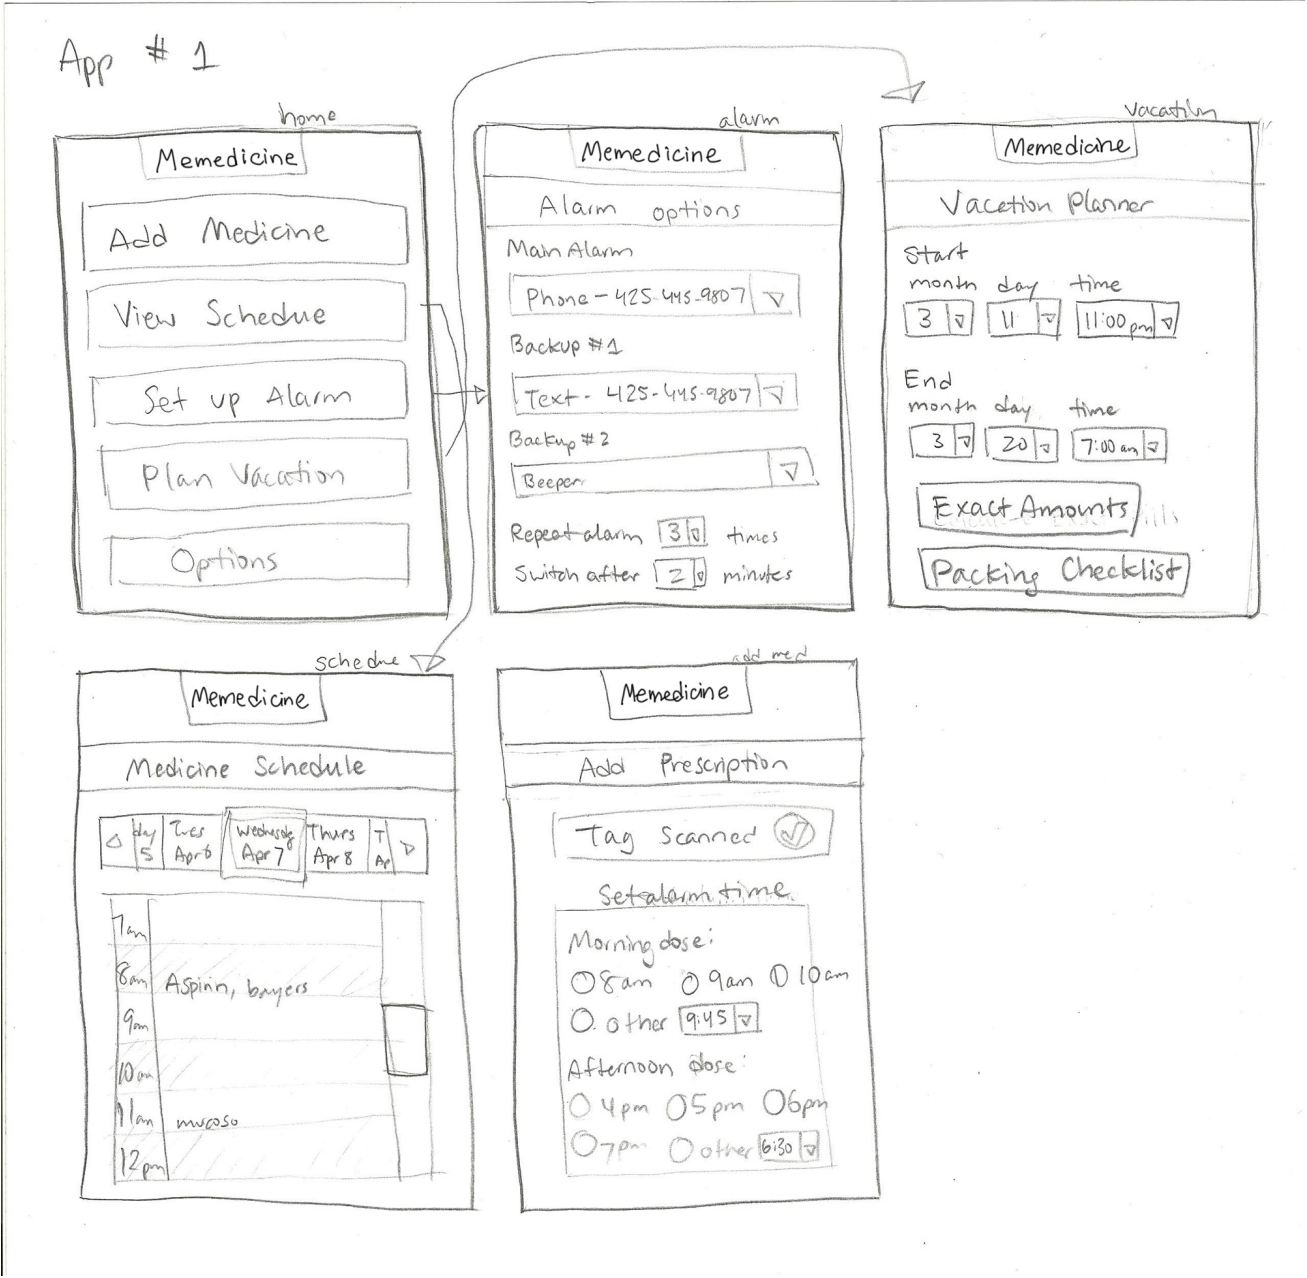 App # 1
home
Memedicine
Add Medicine
View Schedue
Set up Alarm
Plan Vacation
Options
alarm
Memedicine
Alarm options
Main Alarm
Phone - 425-445-9807
Backup #1
Text - 425-445-9807
Backup #2
Beeper
Repeat alarm 3 times
Switch after 2 minutes
vacation
Memedicine
Vacation Planner
Start
month day time
3 11 11:00 pm
End
month day time
3 20 7:00 am
Exact Amounts
Packing Checklist
schedue
Memedicine
Medicine Schedule
day Tues Wednesday Thurs T
5 Apr 6 Apr 7 Apr 8 Ap
7am
8am Aspirin, bayers
9am
10am
11am mucoso
12pm
add med
Memedicine
Add Prescription
Tag Scanned
Set alarm time
Morning dose:
8am 9am 10am
other 9:45
Afternoon dose:
4pm 5pm 6pm
7pm other 6:30